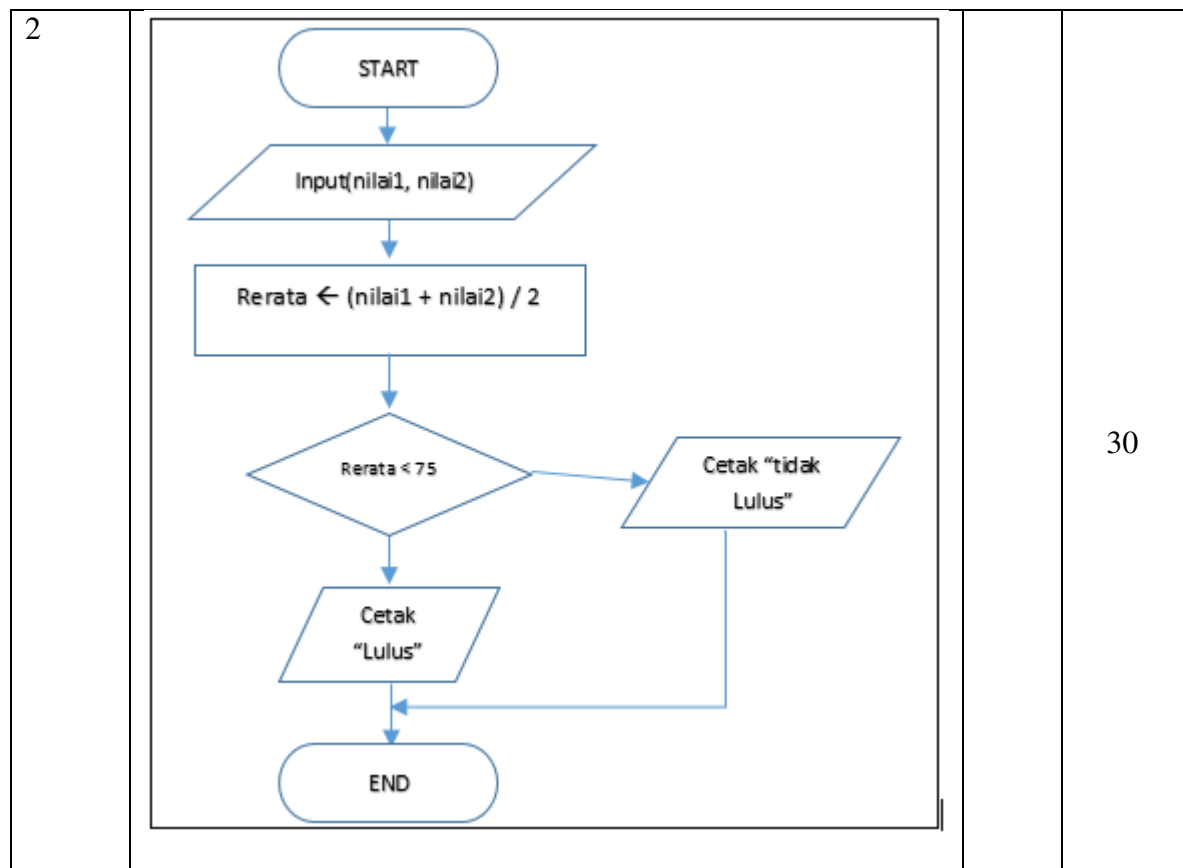 2
START
Input(nilai1, nilai2)
Rerata ← (nilai1 + nilai2) / 2
Rerata < 75
Cetak “tidak
Lulus”
30
Cetak
“Lulus”
END